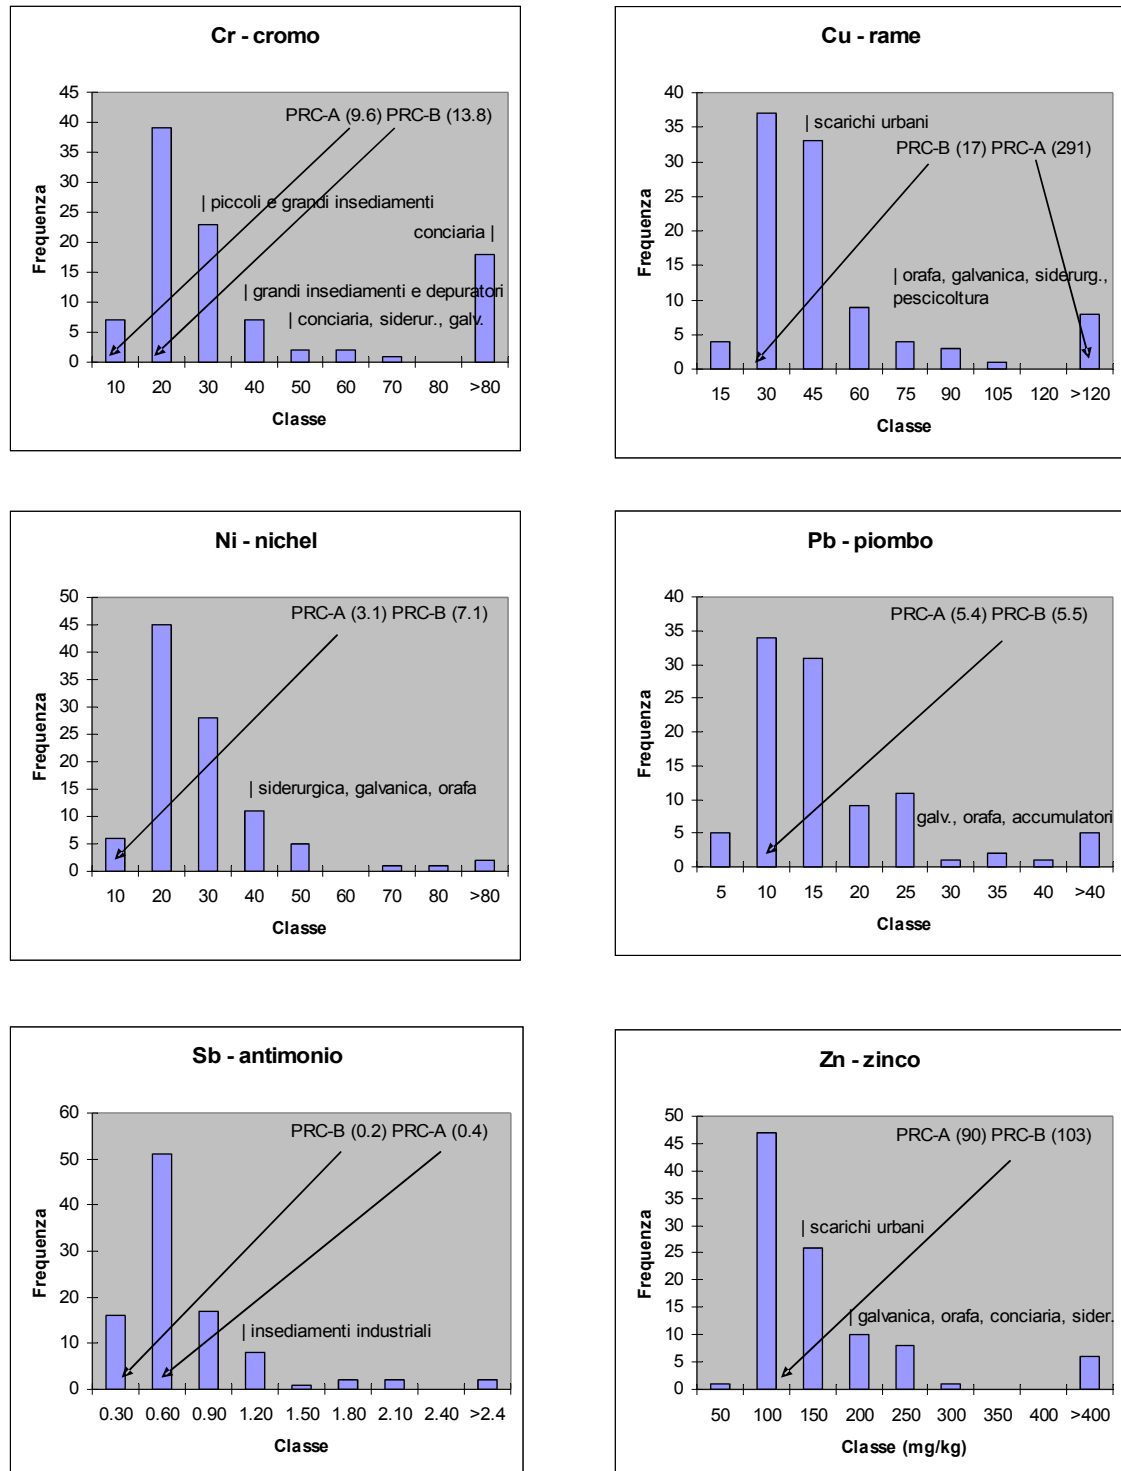 Cr - cromo
45
40
35
30
25
20
15
10
5
0
Frequenza
PRC-A (9.6) PRC-B (13.8)
| piccoli e grandi insediamenti
conciaria |
| grandi insediamenti e depuratori
| conciaria, siderur., galv.
10 20 30 40 50 60 70 80 >80
Classe
Cu - rame
40
35
30
25
20
15
10
5
0
Frequenza
| scarichi urbani
PRC-B (17) PRC-A (291)
| orafa, galvanica, siderurg.,
pescicoltura
15 30 45 60 75 90 105 120 >120
Classe
Ni - nichel
50
45
40
35
30
25
20
15
10
5
0
Frequenza
PRC-A (3.1) PRC-B (7.1)
| siderurgica, galvanica, orafa
10 20 30 40 50 60 70 80 >80
Classe
Pb - piombo
40
35
30
25
20
15
10
5
0
Frequenza
PRC-A (5.4) PRC-B (5.5)
galv., orafa, accumulatori
5 10 15 20 25 30 35 40 >40
Classe
Sb - antimonio
60
50
40
30
20
10
0
Frequenza
PRC-B (0.2) PRC-A (0.4)
| insediamenti industriali
0.30 0.60 0.90 1.20 1.50 1.80 2.10 2.40 >2.4
Classe
Zn - zinco
50
45
40
35
30
25
20
15
10
5
0
Frequenza
PRC-A (90) PRC-B (103)
| scarichi urbani
| galvanica, orafa, conciaria, sider.
50 100 150 200 250 300 350 400 >400
Classe (mg/kg)